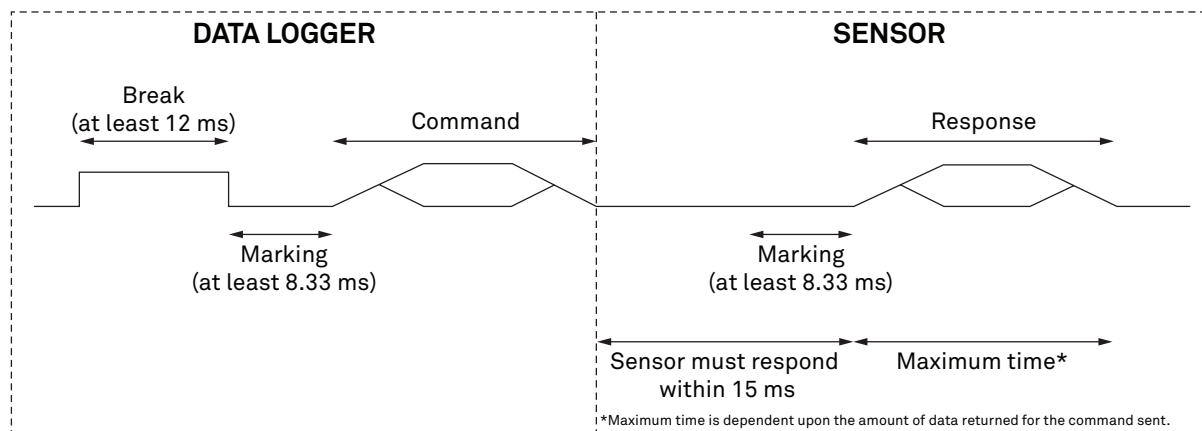 DATA LOGGER
SENSOR
Break
(at least 12 ms)
Command
Response
Marking
(at least 8.33 ms)
Marking
(at least 8.33 ms)
Sensor must respond
within 15 ms
Maximum time*
*Maximum time is dependent upon the amount of data returned for the command sent.